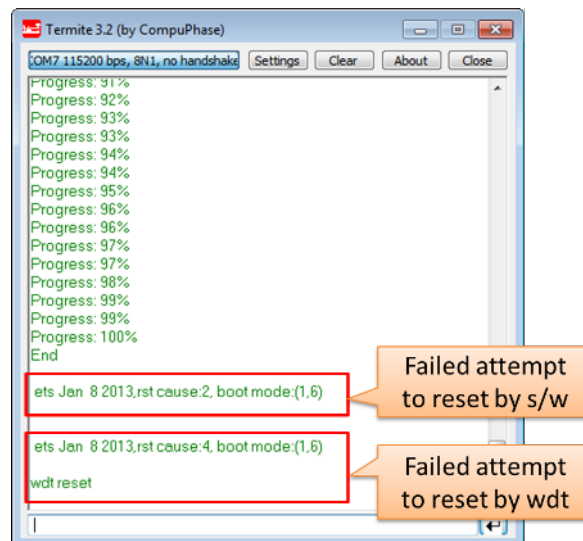 Termite 3.2 (by CompuPhase)
COM7 115200 bps, 8N1, no handshake Settings Clear About Close
Progress: 91%
Progress: 92%
Progress: 93%
Progress: 93%
Progress: 94%
Progress: 94%
Progress: 95%
Progress: 96%
Progress: 96%
Progress: 97%
Progress: 97%
Progress: 98%
Progress: 99%
Progress: 99%
Progress: 100%
End
ets Jan 8 2013,rst cause:2, boot mode:(1,6)
Failed attempt
to reset by s/w
ets Jan 8 2013,rst cause:4, boot mode:(1,6)
wdt reset
Failed attempt
to reset by wdt